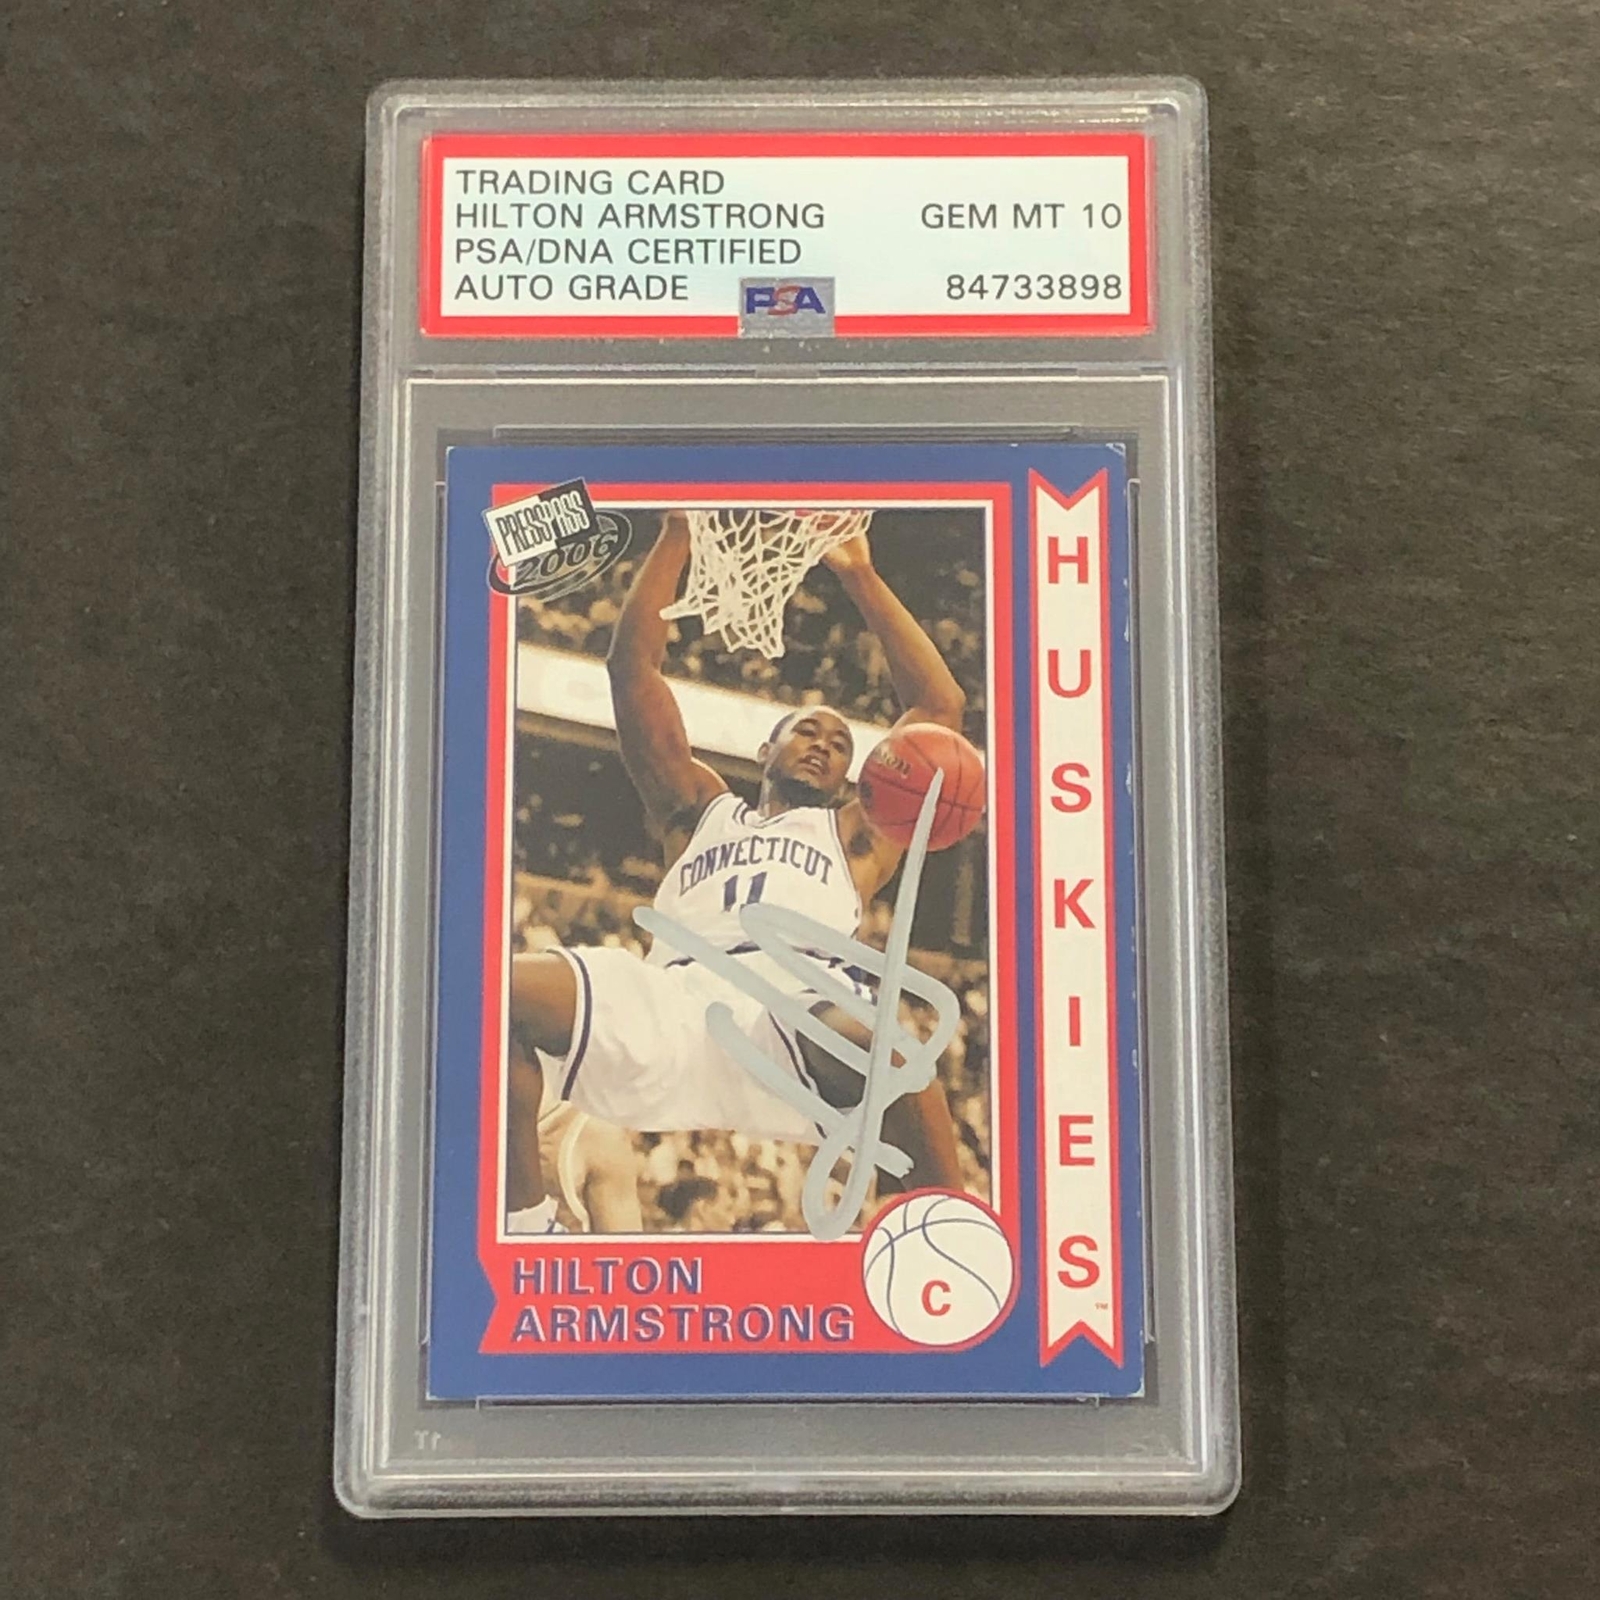 TRADING CARD
HILTON ARMSTRONG GEM MT 10
PSA/DNA CERTIFIED
AUTO GRADE 84733898
PSA
PRESS PASS
2006
CONNECTICUT
11
HUSKIES
TM
HILTON
ARMSTRONG
C